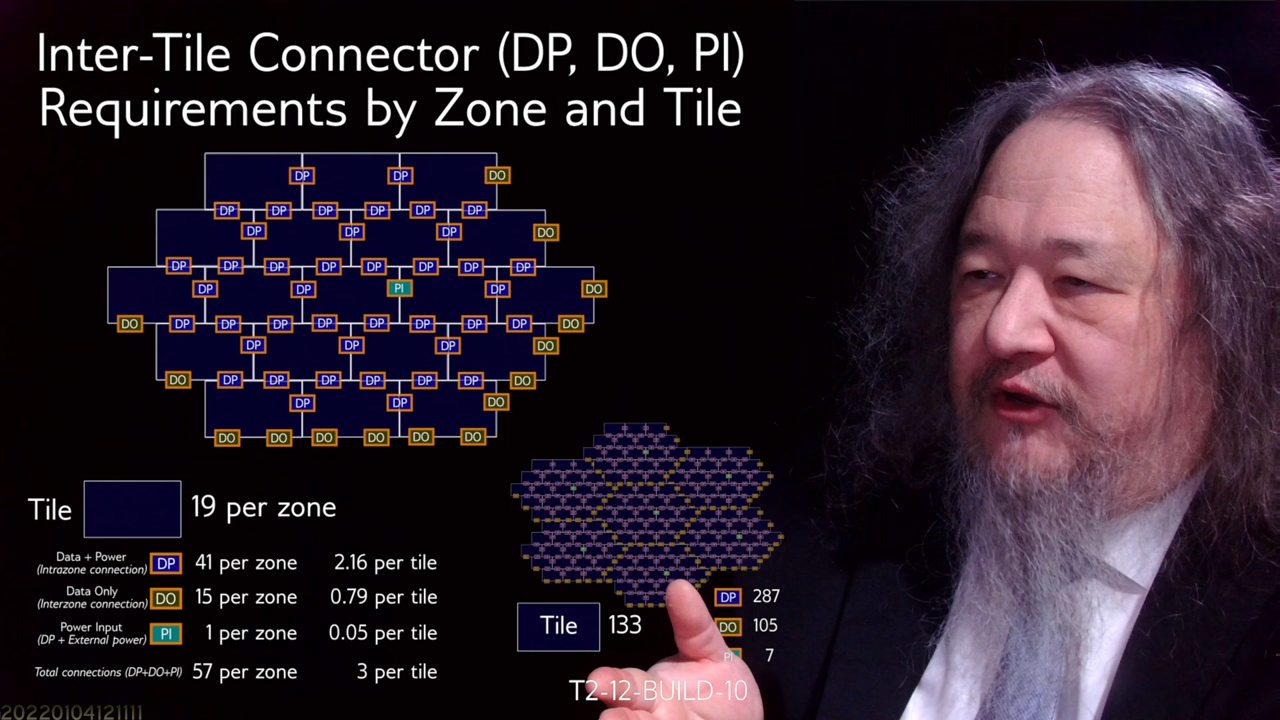 Inter-Tile Connector (DP, DO, PI)
Requirements by Zone and Tile
DP DP DO
DP DP DP DP DP DP
DP DP DP DO
DP DP DP DP DP DP DP DP
DP DP PI DP DO
DO DP DP DP DP DP DP DP DP DO
DP DP DP DO
DO DP DP DP DP DP DP DO
DP DP DO
DO DO DO DO DO DO
Tile 19 per zone
Data + Power
(Intrazone connection) DP 41 per zone 2.16 per tile
Data Only
(Interzone connection) DO 15 per zone 0.79 per tile
Power Input
(DP + External power) PI 1 per zone 0.05 per tile
Total connections (DP+DO+PI) 57 per zone 3 per tile
Tile 133
DP 287
DO 105
PI 7
T2-12-BUILD-10
20220104121111